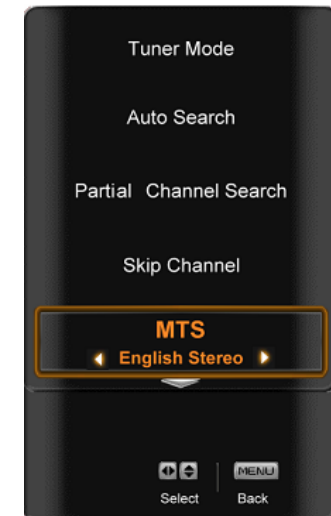 Tuner Mode
Auto Search
Partial Channel Search
Skip Channel
MTS
English Stereo
MENU
Select Back